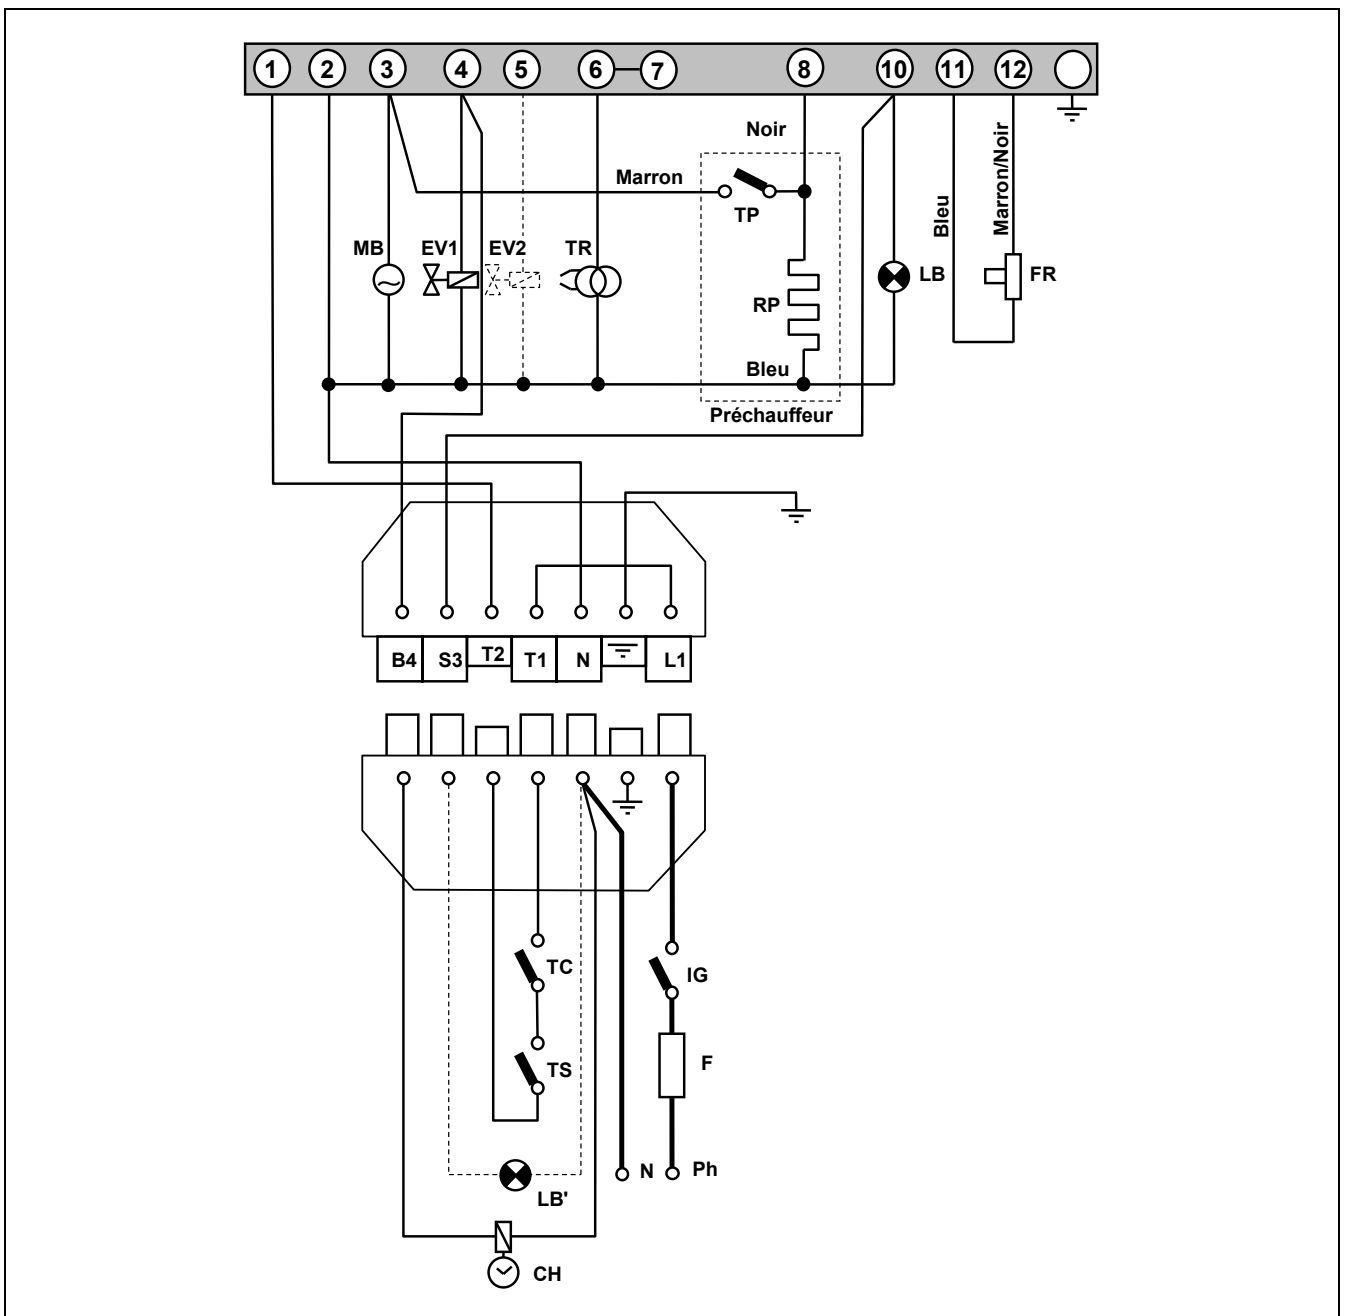 1 2 3 4 5 6 7 8 10 11 12
Noir
Marron
TP
Bleu
Marron/Noir
MB EV1 EV2 TR
RP
LB
FR
Bleu
Préchauffeur
B4 S3 T2 T1 N L1
TC
IG
TS
F
N Ph
LB'
CH